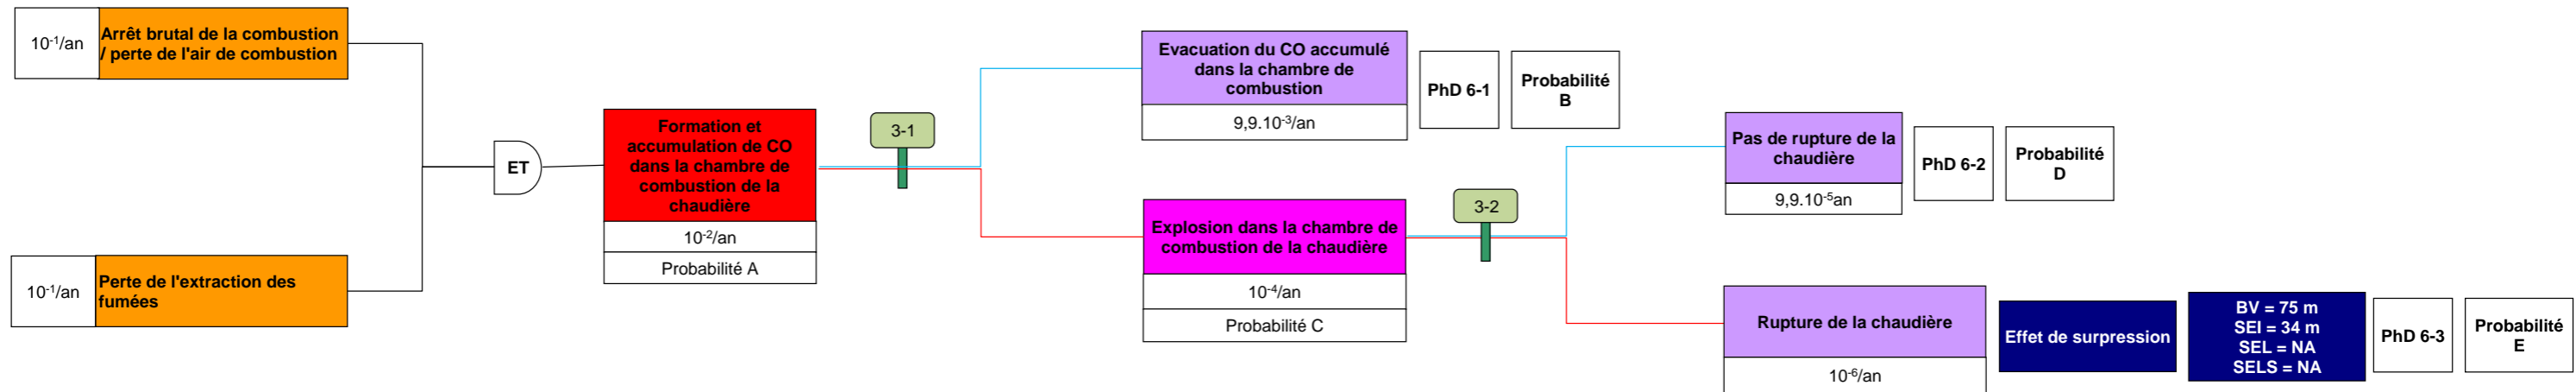 10⁻¹/an
Arrêt brutal de la combustion
/ perte de l'air de combustion
10⁻¹/an
Perte de l'extraction des
fumées
ET
Formation et
accumulation de CO
dans la chambre de
combustion de la
chaudière
10⁻²/an
Probabilité A
3-1
Evacuation du CO accumulé
dans la chambre de
combustion
9,9.10⁻³/an
PhD 6-1
Probabilité
B
Explosion dans la chambre de
combustion de la chaudière
10⁻⁴/an
Probabilité C
3-2
Pas de rupture de la
chaudière
9,9.10⁻⁵an
PhD 6-2
Probabilité
D
Rupture de la chaudière
10⁻⁶/an
Effet de surpression
BV = 75 m
SEI = 34 m
SEL = NA
SELS = NA
PhD 6-3
Probabilité
E